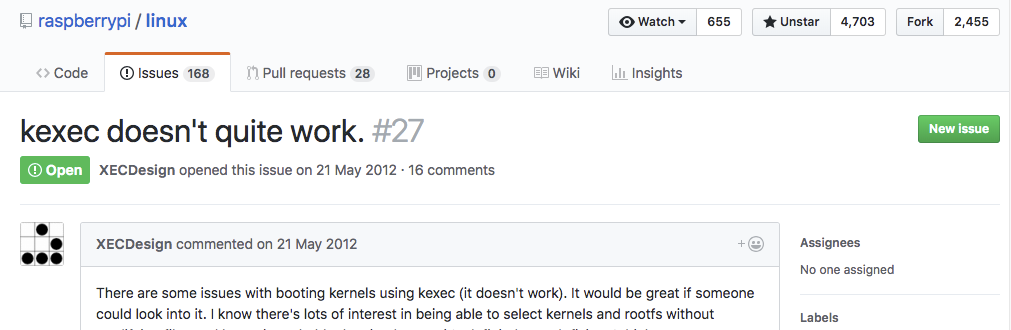 raspberrypi / linux
Watch 655 Unstar 4,703 Fork 2,455
Code Issues 168 Pull requests 28 Projects 0 Wiki Insights
kexec doesn't quite work. #27
New issue
Open XECDesign opened this issue on 21 May 2012 · 16 comments
XECDesign commented on 21 May 2012
Assignees
There are some issues with booting kernels using kexec (it doesn't work). It would be great if someone
No one assigned
could look into it. I know there's lots of interest in being able to select kernels and rootfs without
Labels